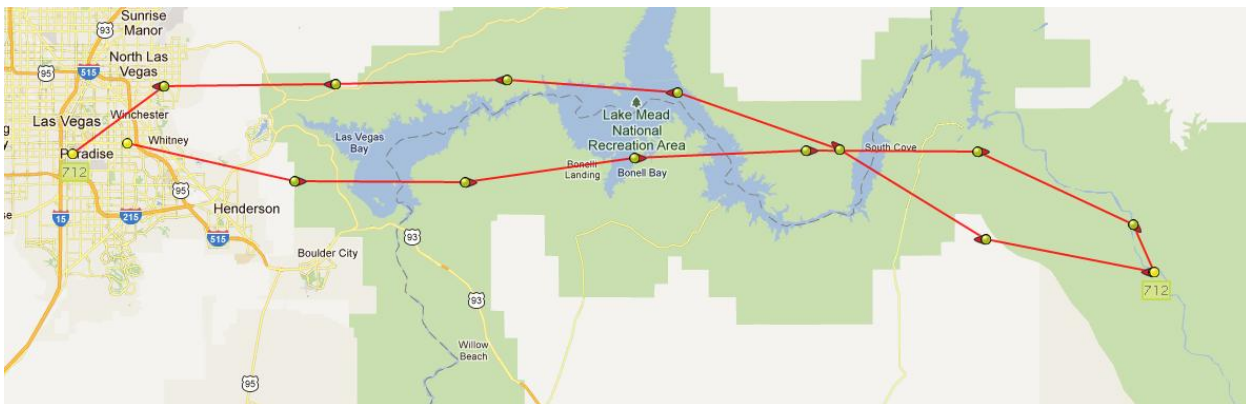 Sunrise
Manor
93
North Las
Vegas
95
515
Las Vegas
Winchester
Whitney
Paradise
712
Las Vegas
Bay
Lake Mead
National
Recreation Area
Bonelli
Landing
Bonell Bay
South Cove
95
Henderson
15
215
515
93
Boulder City
93
712
Willow
Beach
95